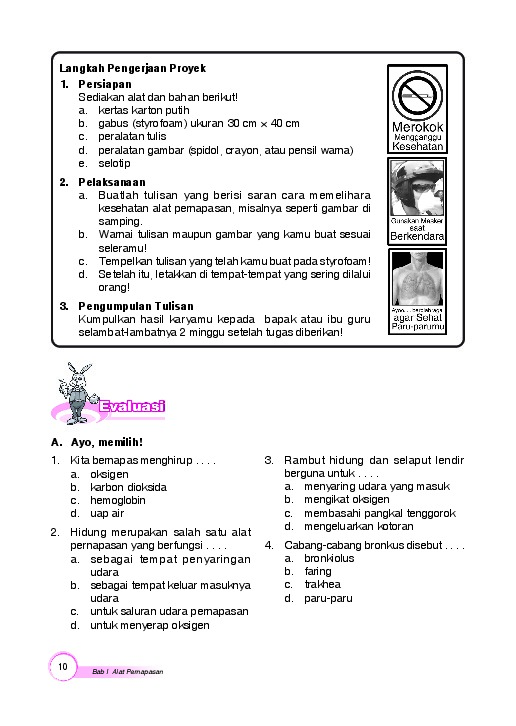 Langkah Pengerjaan Proyek
1. Persiapan
Sediakan alat dan bahan berikut!
a. kertas karton putih
b. gabus (styrofoam) ukuran 30 cm × 40 cm
c. peralatan tulis
d. peralatan gambar (spidol, crayon, atau pensil warna)
e. selotip
2. Pelaksanaan
a. Buatlah tulisan yang berisi saran cara memelihara
kesehatan alat pernapasan, misalnya seperti gambar di
samping.
b. Warnai tulisan maupun gambar yang kamu buat sesuai
seleramu!
c. Tempelkan tulisan yang telah kamu buat pada styrofoam!
d. Setelah itu, letakkan di tempat-tempat yang sering dilalui
orang!
3. Pengumpulan Tulisan
Kumpulkan hasil karyamu kepada bapak atau ibu guru
selambat-lambatnya 2 minggu setelah tugas diberikan!
Merokok
Mengganggu
Kesehatan
Gunakan Masker
saat
Berkendara
Ayoo.... berolahraga
agar Sehat
Paru-parumu
Evaluasi
A. Ayo, memilih!
1. Kita bernapas menghirup . . . .
a. oksigen
b. karbon dioksida
c. hemoglobin
d. uap air
2. Hidung merupakan salah satu alat
pernapasan yang berfungsi . . . .
a. sebagai tempat penyaringan
udara
b. sebagai tempat keluar masuknya
udara
c. untuk saluran udara pernapasan
d. untuk menyerap oksigen
3. Rambut hidung dan selaput lendir
berguna untuk . . . .
a. menyaring udara yang masuk
b. mengikat oksigen
c. membasahi pangkal tenggorok
d. mengeluarkan kotoran
4. Cabang-cabang bronkus disebut . . . .
a. bronkiolus
b. faring
c. trakhea
d. paru-paru
10
Bab I Alat Pernapasan